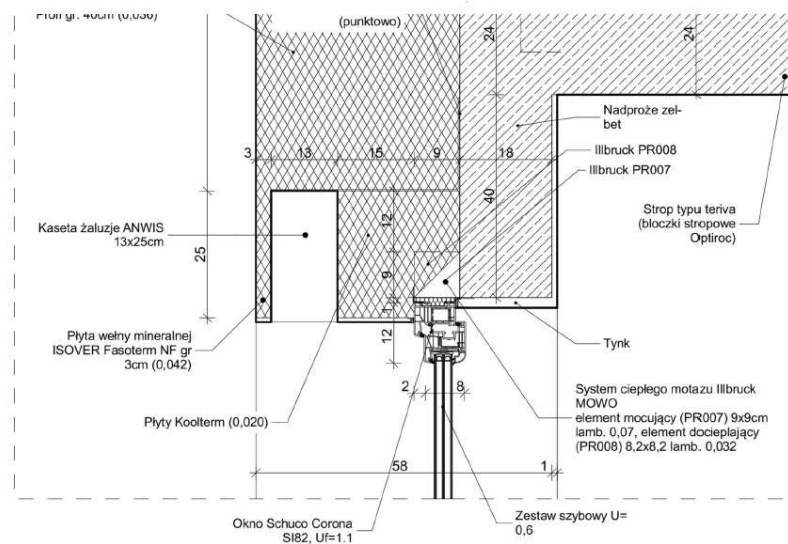 Profil gr. 40cm (0,036)
(punktowo)
24
24
Nadproże żel-
bet
3
13
15
9
18
Illbruck PR008
Illbruck PR007
40
12
Strop typu teriva
(bloczki stropowe
Optiroc)
Kaseta żaluzje ANWIS
13x25cm
25
9
1
12
Płyta wełny mineralnej
ISOVER Fasoterm NF gr
3cm (0,042)
Tynk
2
8
System ciepłego motażu Illbruck
MOWO
element mocujący (PR007) 9x9cm
lamb. 0,07, element docieplający
(PR008) 8,2x8,2 lamb. 0,032
Płyty Koolterm (0,020)
58
1
Okno Schuco Corona
SI82, Uf=1.1
Zestaw szybowy U=
0,6